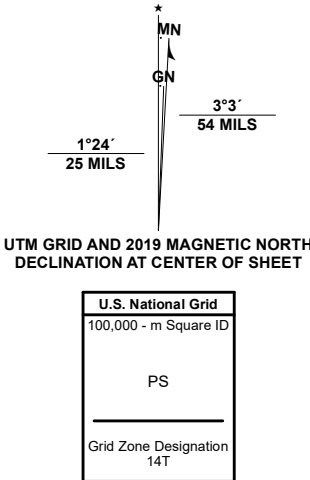 ★
MN
GN
3°3´
54 MILS
1°24´
25 MILS
UTM GRID AND 2019 MAGNETIC NORTH
DECLINATION AT CENTER OF SHEET
U.S. National Grid
100,000 - m Square ID
PS
Grid Zone Designation
14T